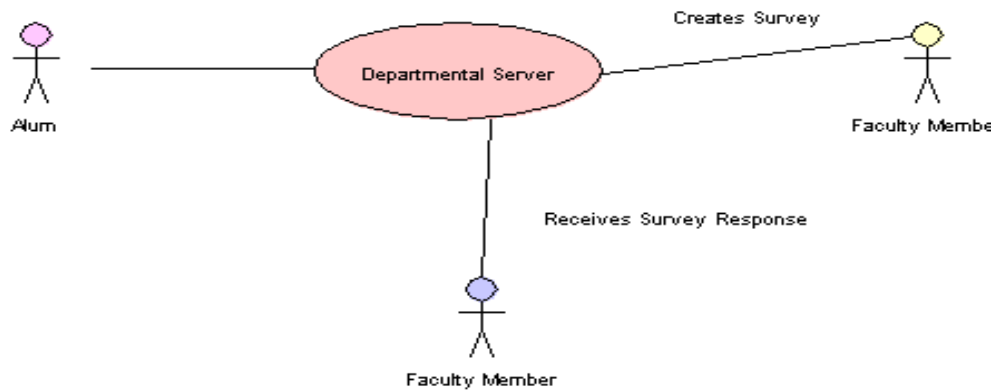 Creates Survey
Departmental Server
Alum
Faculty Membe
Receives Survey Response
Faculty Member